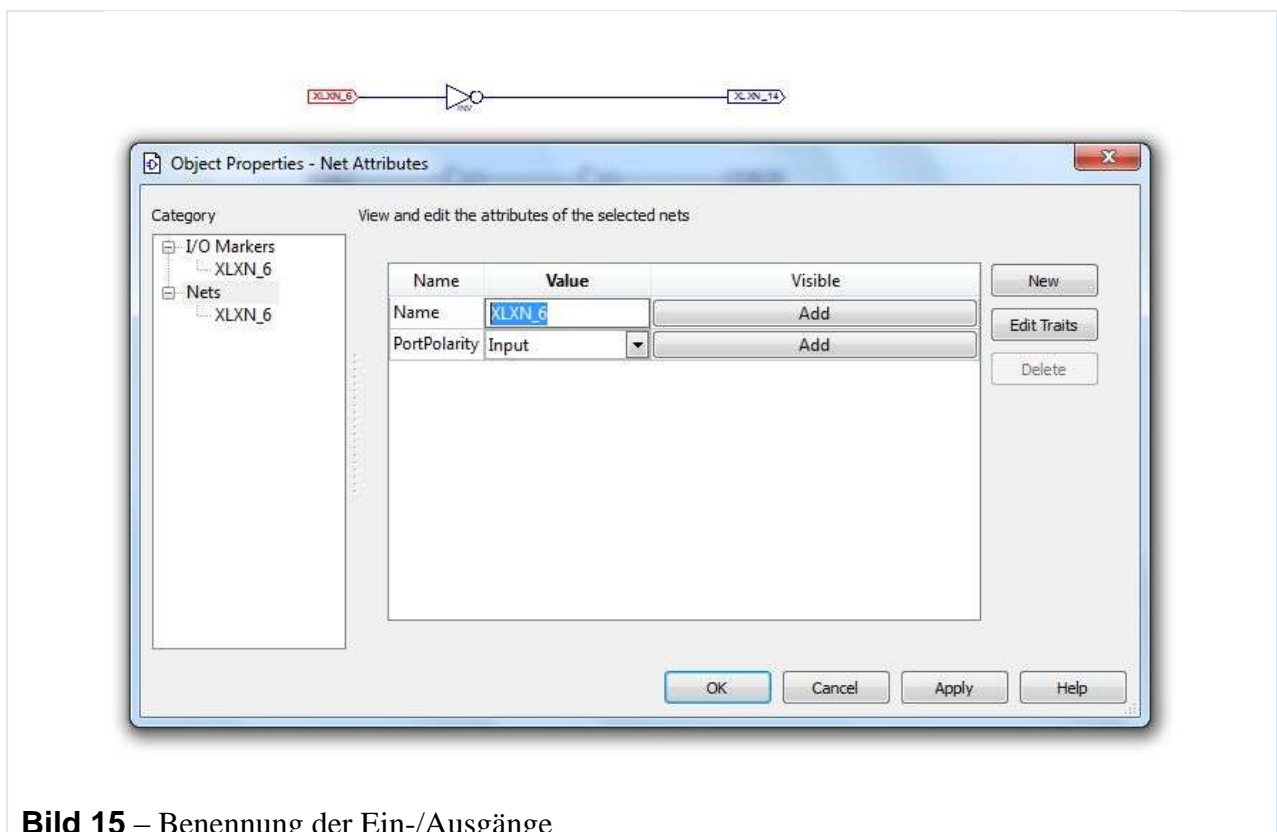 XLXN_6 INV XLXN_14
Object Properties - Net Attributes
Category View and edit the attributes of the selected nets
I/O Markers
XLXN_6
Nets
XLXN_6
Name Value Visible New
Name XLXN_6 Add
Edit Traits
PortPolarity Input Add
Delete
OK Cancel Apply Help
Bild 15 – Benennung der Ein-/Ausgänge